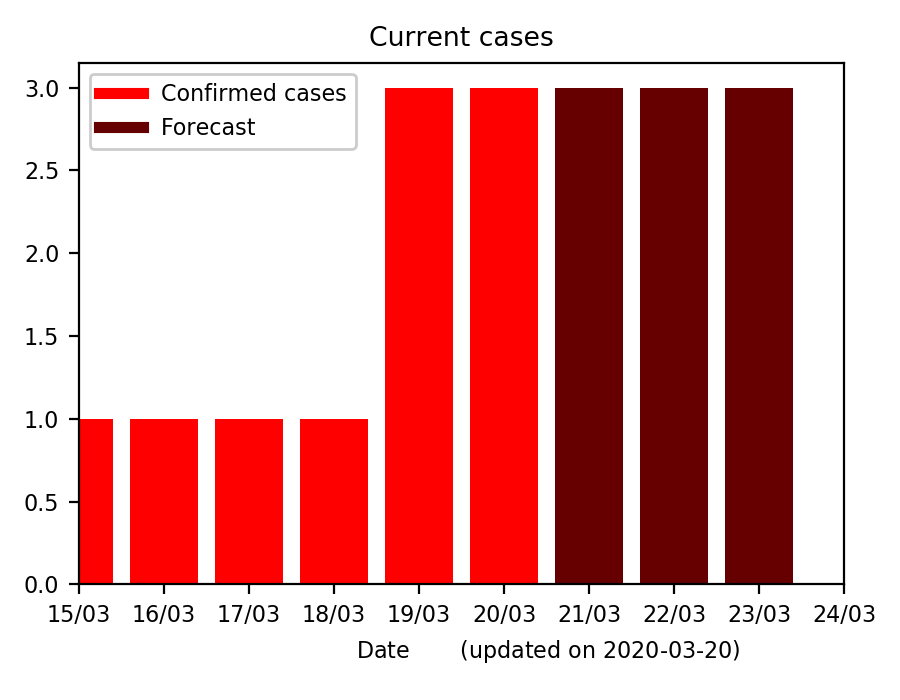 Current cases
Confirmed cases
Forecast
3.0
2.5
2.0
1.5
1.0
0.5
0.0
15/03 16/03 17/03 18/03 19/03 20/03 21/03 22/03 23/03 24/03
Date (updated on 2020-03-20)